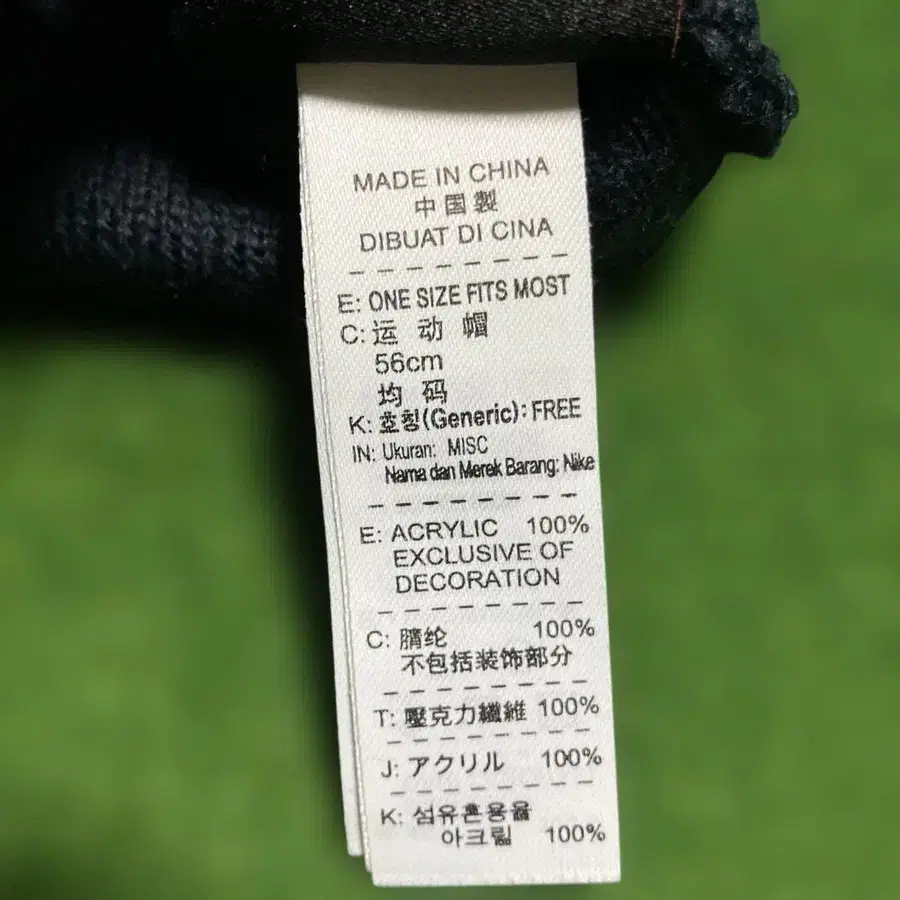 MADE IN CHINA
中国製
DIBUAT DI CINA
E: ONE SIZE FITS MOST
C: 运 动 帽
56cm
均 码
K: 호칭(Generic): FREE
IN: Ukuran: MISC
Nama dan Merek Barang: Nike
E: ACRYLIC 100%
EXCLUSIVE OF
DECORATION
C: 腈纶 100%
不包括装饰部分
T: 壓克力纖維 100%
J: アクリル 100%
K: 섬유혼용율
아크릴 100%